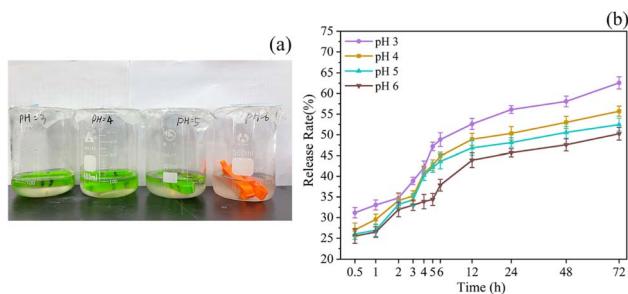 (a)
PH=3
PH=4
PH=5
PH=6
100
(b)
pH 3
pH 4
pH 5
pH 6
Release Rate(%)
70
65
60
55
50
45
40
35
30
25
20
0.5 1 2 3 4 5 6 12 24 48 72
Time (h)